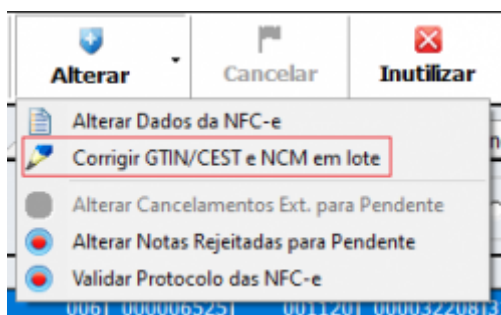 Alterar Cancelar Inutilizar
Alterar Dados da NFC-e
Corrigir GTIN/CEST e NCM em lote
Alterar Cancelamentos Ext. para Pendente
Alterar Notas Rejeitadas para Pendente
Validar Protocolo das NFC-e